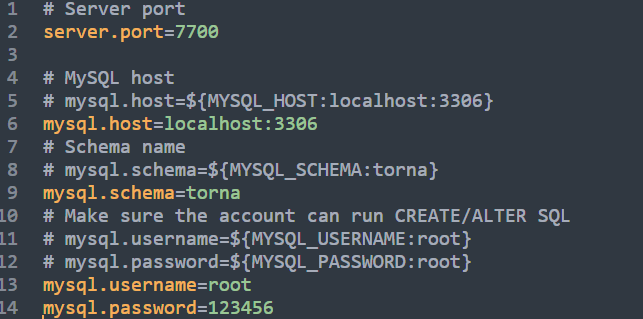 1 # Server port
2 server.port=7700
3
4 # MySQL host
5 # mysql.host=${MYSQL_HOST:localhost:3306}
6 mysql.host=localhost:3306
7 # Schema name
8 # mysql.schema=${MYSQL_SCHEMA:torna}
9 mysql.schema=torna
10 # Make sure the account can run CREATE/ALTER SQL
11 # mysql.username=${MYSQL_USERNAME:root}
12 # mysql.password=${MYSQL_PASSWORD:root}
13 mysql.username=root
14 mysql.password=123456